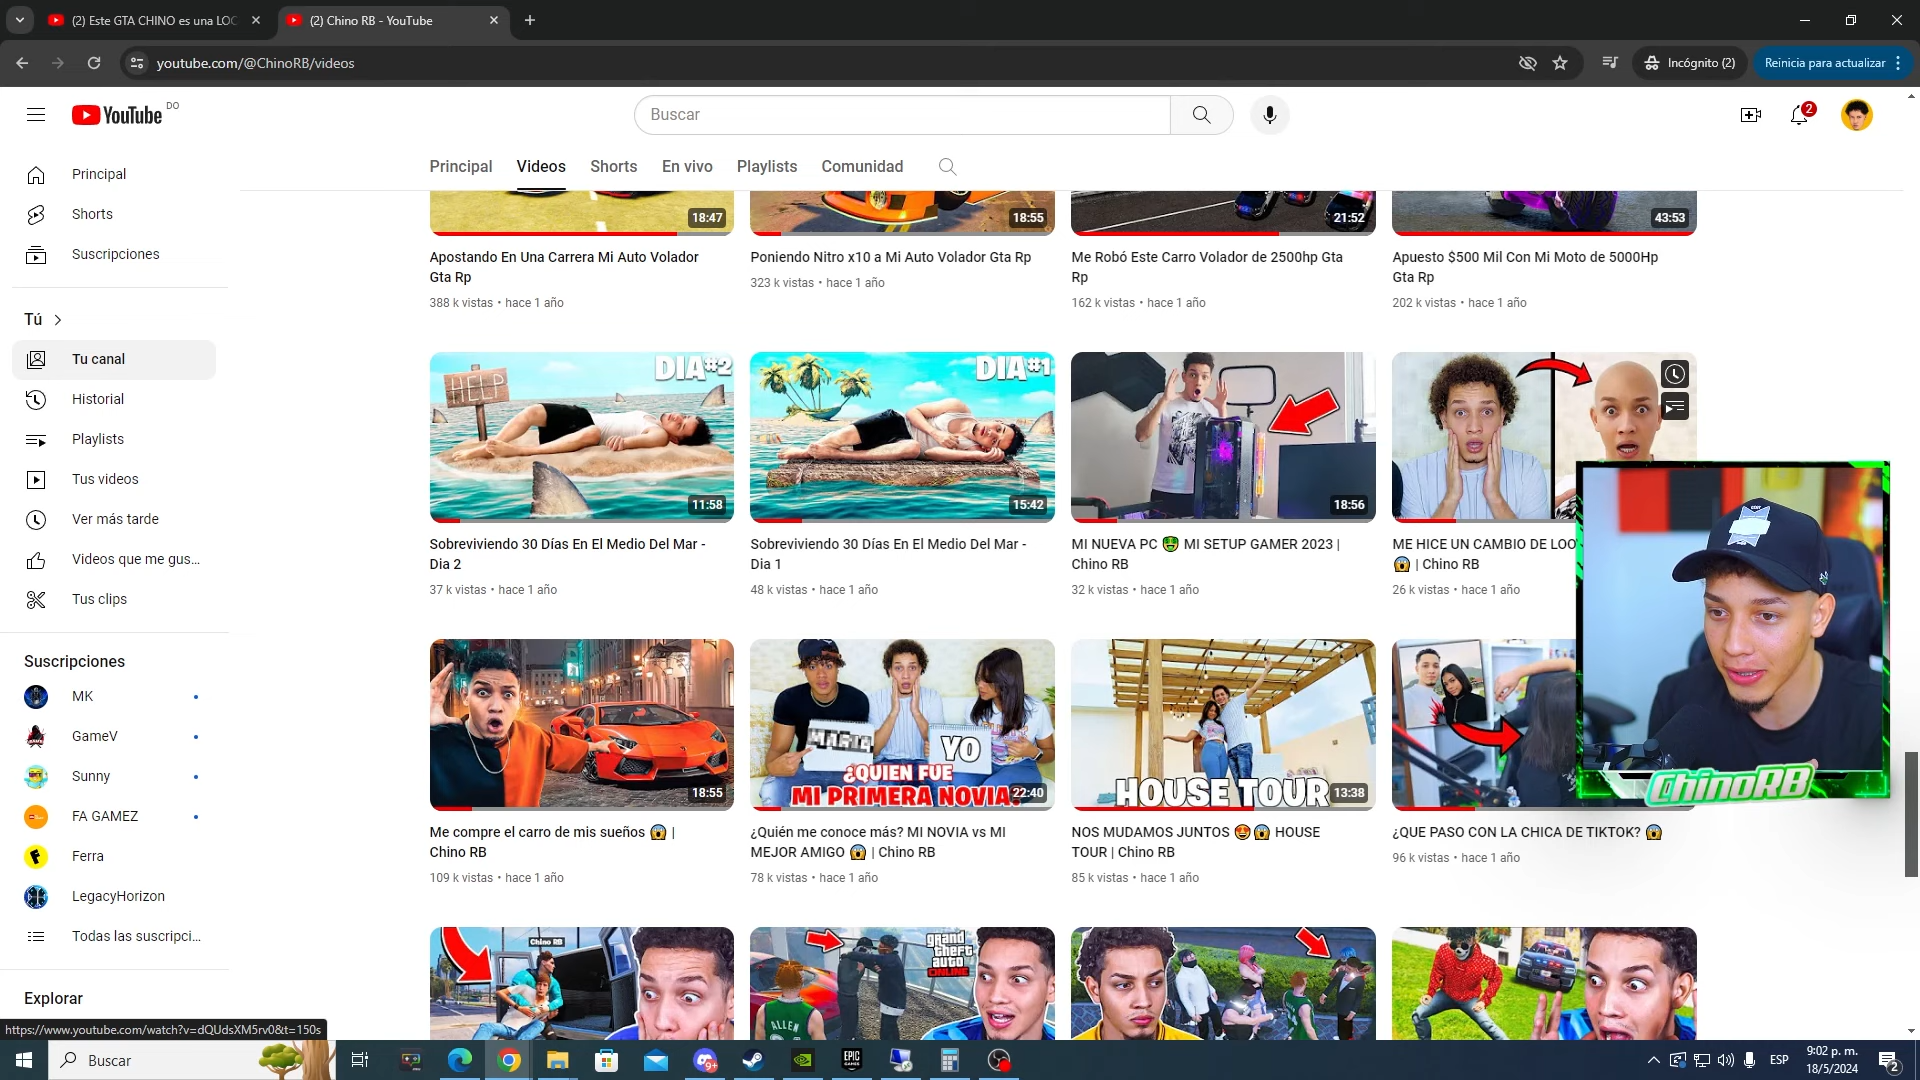 (2) Este GTA CHINO es una LOC
(2) Chino RB - YouTube
youtube.com/@ChinoRB/videos
Incógnito (2)
Reinicia para actualizar
YouTube DO
Buscar
2
Principal
Videos
Shorts
En vivo
Playlists
Comunidad
Principal
Shorts
Suscripciones
Tú
Tu canal
Historial
Playlists
Tus videos
Ver más tarde
Videos que me gus...
Tus clips
Suscripciones
MK
GameV
Sunny
FA GAMEZ
Ferra
LegacyHorizon
Todas las suscripci...
Explorar
18:47
18:55
21:52
43:53
Apostando En Una Carrera Mi Auto Volador
Gta Rp
388 k vistas • hace 1 año
Poniendo Nitro x10 a Mi Auto Volador Gta Rp
323 k vistas • hace 1 año
Me Robó Este Carro Volador de 2500hp Gta
Rp
162 k vistas • hace 1 año
Apuesto $500 Mil Con Mi Moto de 5000Hp
Gta Rp
202 k vistas • hace 1 año
HELP
DIA#2
11:58
DIA#1
15:42
18:56
Sobreviviendo 30 Días En El Medio Del Mar -
Dia 2
37 k vistas • hace 1 año
Sobreviviendo 30 Días En El Medio Del Mar -
Dia 1
48 k vistas • hace 1 año
MI NUEVA PC 🤑 MI SETUP GAMER 2023 |
Chino RB
32 k vistas • hace 1 año
ME HICE UN CAMBIO DE LOO
😱 | Chino RB
26 k vistas • hace 1 año
18:55
MARIA
YO
¿QUIEN FUE
MI PRIMERA NOVIA?
22:40
HOUSE TOUR
13:38
ChinoRB
Me compre el carro de mis sueños 😱 |
Chino RB
109 k vistas • hace 1 año
¿Quién me conoce más? MI NOVIA vs MI
MEJOR AMIGO 😱 | Chino RB
78 k vistas • hace 1 año
NOS MUDAMOS JUNTOS 🤩😱 HOUSE
TOUR | Chino RB
85 k vistas • hace 1 año
¿QUE PASO CON LA CHICA DE TIKTOK? 😱
96 k vistas • hace 1 año
Chino RB
grand
theft
auto
ONLINE
ALLEN
https://www.youtube.com/watch?v=dQUdsXM5rv0&t=150s
Buscar
9+
EPIC
GAMES
ESP
9:02 p. m.
18/5/2024
2